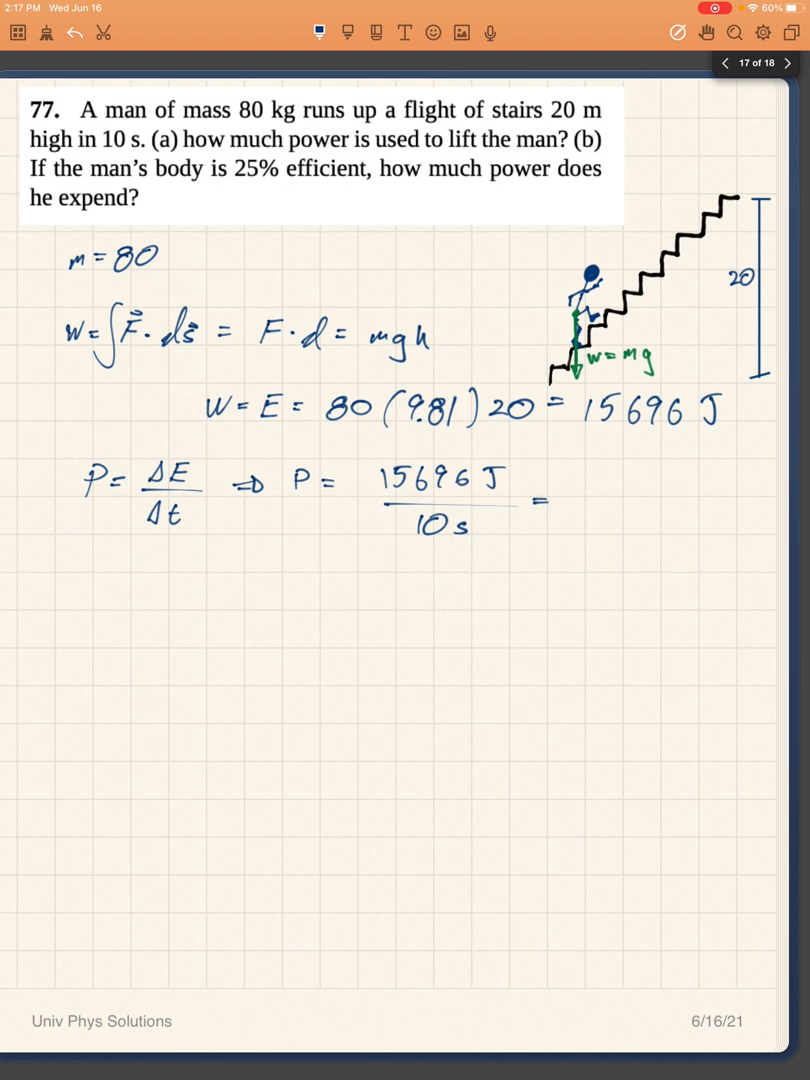 2:17 PM Wed Jun 16
60%
17 of 18
77. A man of mass 80 kg runs up a flight of stairs 20 m
high in 10 s. (a) how much power is used to lift the man? (b)
If the man’s body is 25% efficient, how much power does
he expend?
m = 80
20
W = ∫F⃗ · ds⃗ = F · d = mgh
w = mg
W = E = 80 (9.81) 20 = 15696 J
P = ΔE / Δt ⇒ P = 15696 J / 10 s =
Univ Phys Solutions
6/16/21